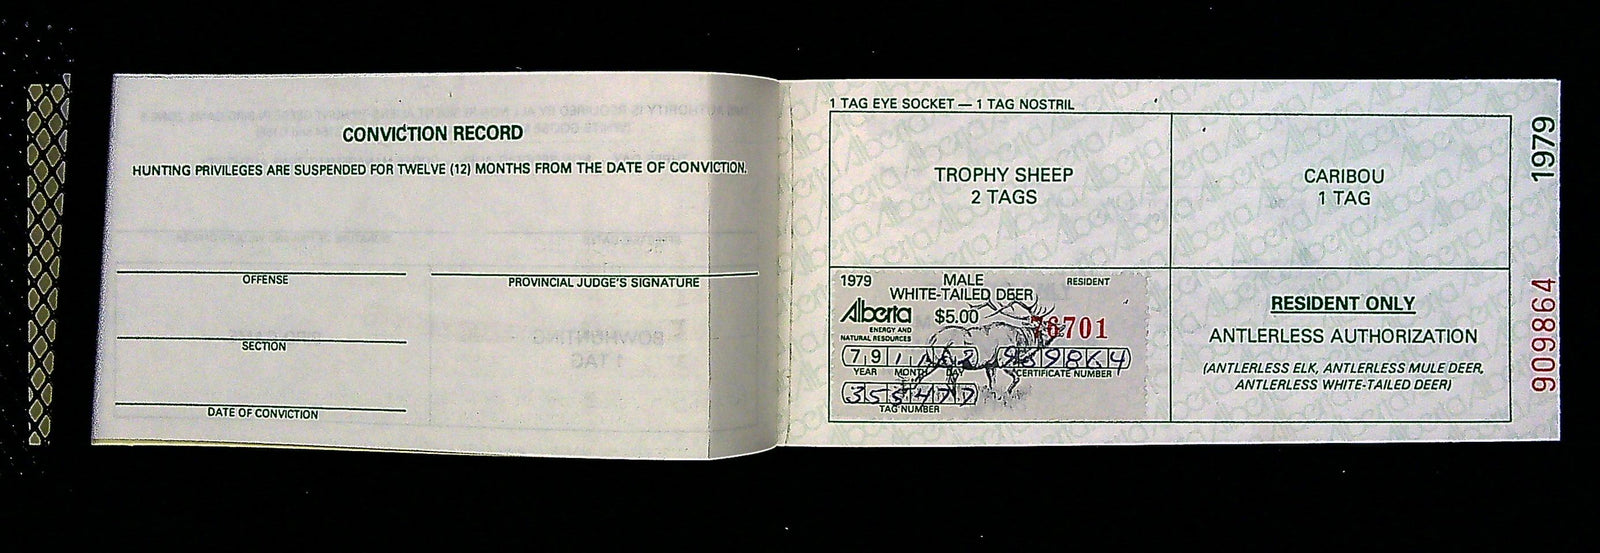 CONVICTION RECORD
HUNTING PRIVILEGES ARE SUSPENDED FOR TWELVE (12) MONTHS FROM THE DATE OF CONVICTION.
OFFENSE
PROVINCIAL JUDGE'S SIGNATURE
SECTION
DATE OF CONVICTION
1 TAG EYE SOCKET — 1 TAG NOSTRIL
TROPHY SHEEP
2 TAGS
CARIBOU
1 TAG
1979
MALE
RESIDENT
WHITE-TAILED DEER
Alberta
$5.00
76701
ENERGY AND
NATURAL RESOURCES
79
909864
YEAR MONTH DAY CERTIFICATE NUMBER
355477
TAG NUMBER
RESIDENT ONLY
ANTLERLESS AUTHORIZATION
(ANTLERLESS ELK, ANTLERLESS MULE DEER,
ANTLERLESS WHITE-TAILED DEER)
1979
909864